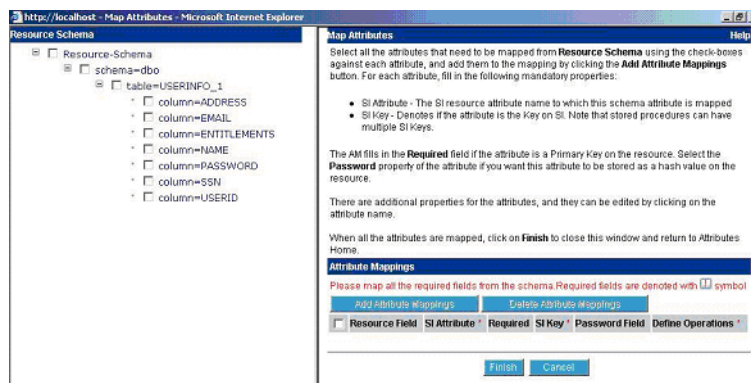 http://localhost - Map Attributes - Microsoft Internet Explorer
Resource Schema
Resource-Schema
schema=dbo
table=USERINFO_1
column=ADDRESS
column=EMAIL
column=ENTITLEMENTS
column=NAME
column=PASSWORD
column=SSN
column=USERID
Map Attributes Help
Select all the attributes that need to be mapped from Resource Schema using the check-boxes
against each attribute, and add them to the mapping by clicking the Add Attribute Mappings
button. For each attribute, fill in the following mandatory properties:
• SI Attribute - The SI resource attribute name to which this schema attribute is mapped
• SI Key - Denotes if the attribute is the Key on SI. Note that stored procedures can have
multiple SI Keys.
The AM fills in the Required field if the attribute is a Primary Key on the resource. Select the
Password property of the attribute if you want this attribute to be stored as a hash value on the
resource.
There are additional properties for the attributes, and they can be edited by clicking on the
attribute name.
When all the attributes are mapped, click on Finish to close this window and return to Attributes
Home.
Attribute Mappings
Please map all the required fields from the schema.Required fields are denoted with symbol
Add Attribute Mappings Delete Attribute Mappings
Resource Field SI Attribute * Required SI Key * Password Field Define Operations *
Finish Cancel